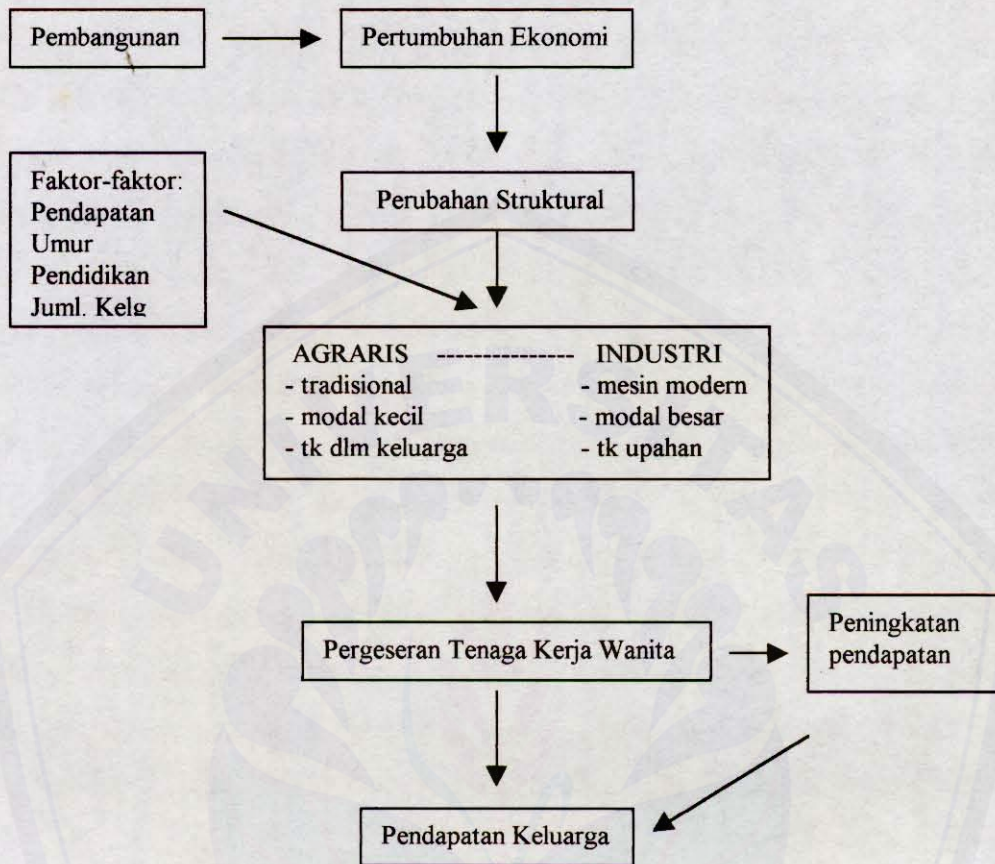 Pembangunan
Pertumbuhan Ekonomi
Faktor-faktor:
Pendapatan
Umur
Pendidikan
Juml. Kelg
Perubahan Struktural
AGRARIS -------------- INDUSTRI
- tradisional - mesin modern
- modal kecil - modal besar
- tk dlm keluarga - tk upahan
Pergeseran Tenaga Kerja Wanita
Peningkatan
pendapatan
Pendapatan Keluarga
UNIVERSITAS